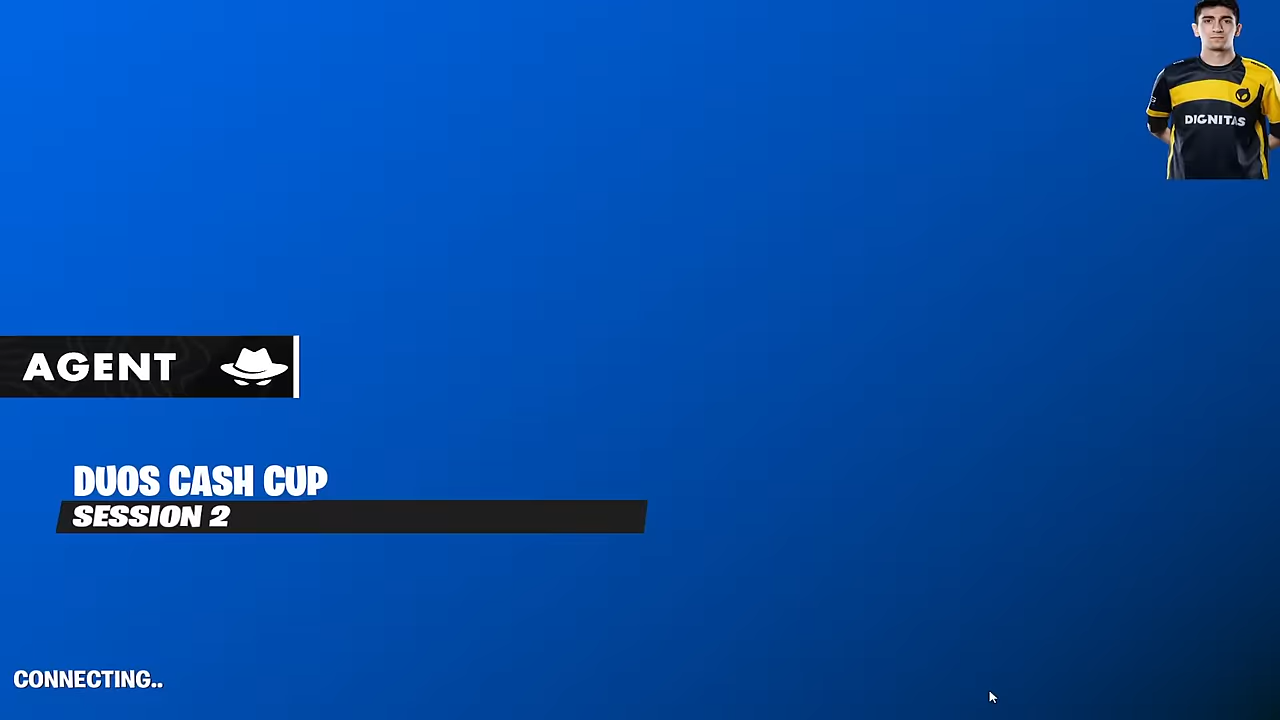 DIGNITAS
AGENT
DUOS CASH CUP
SESSION 2
CONNECTING..